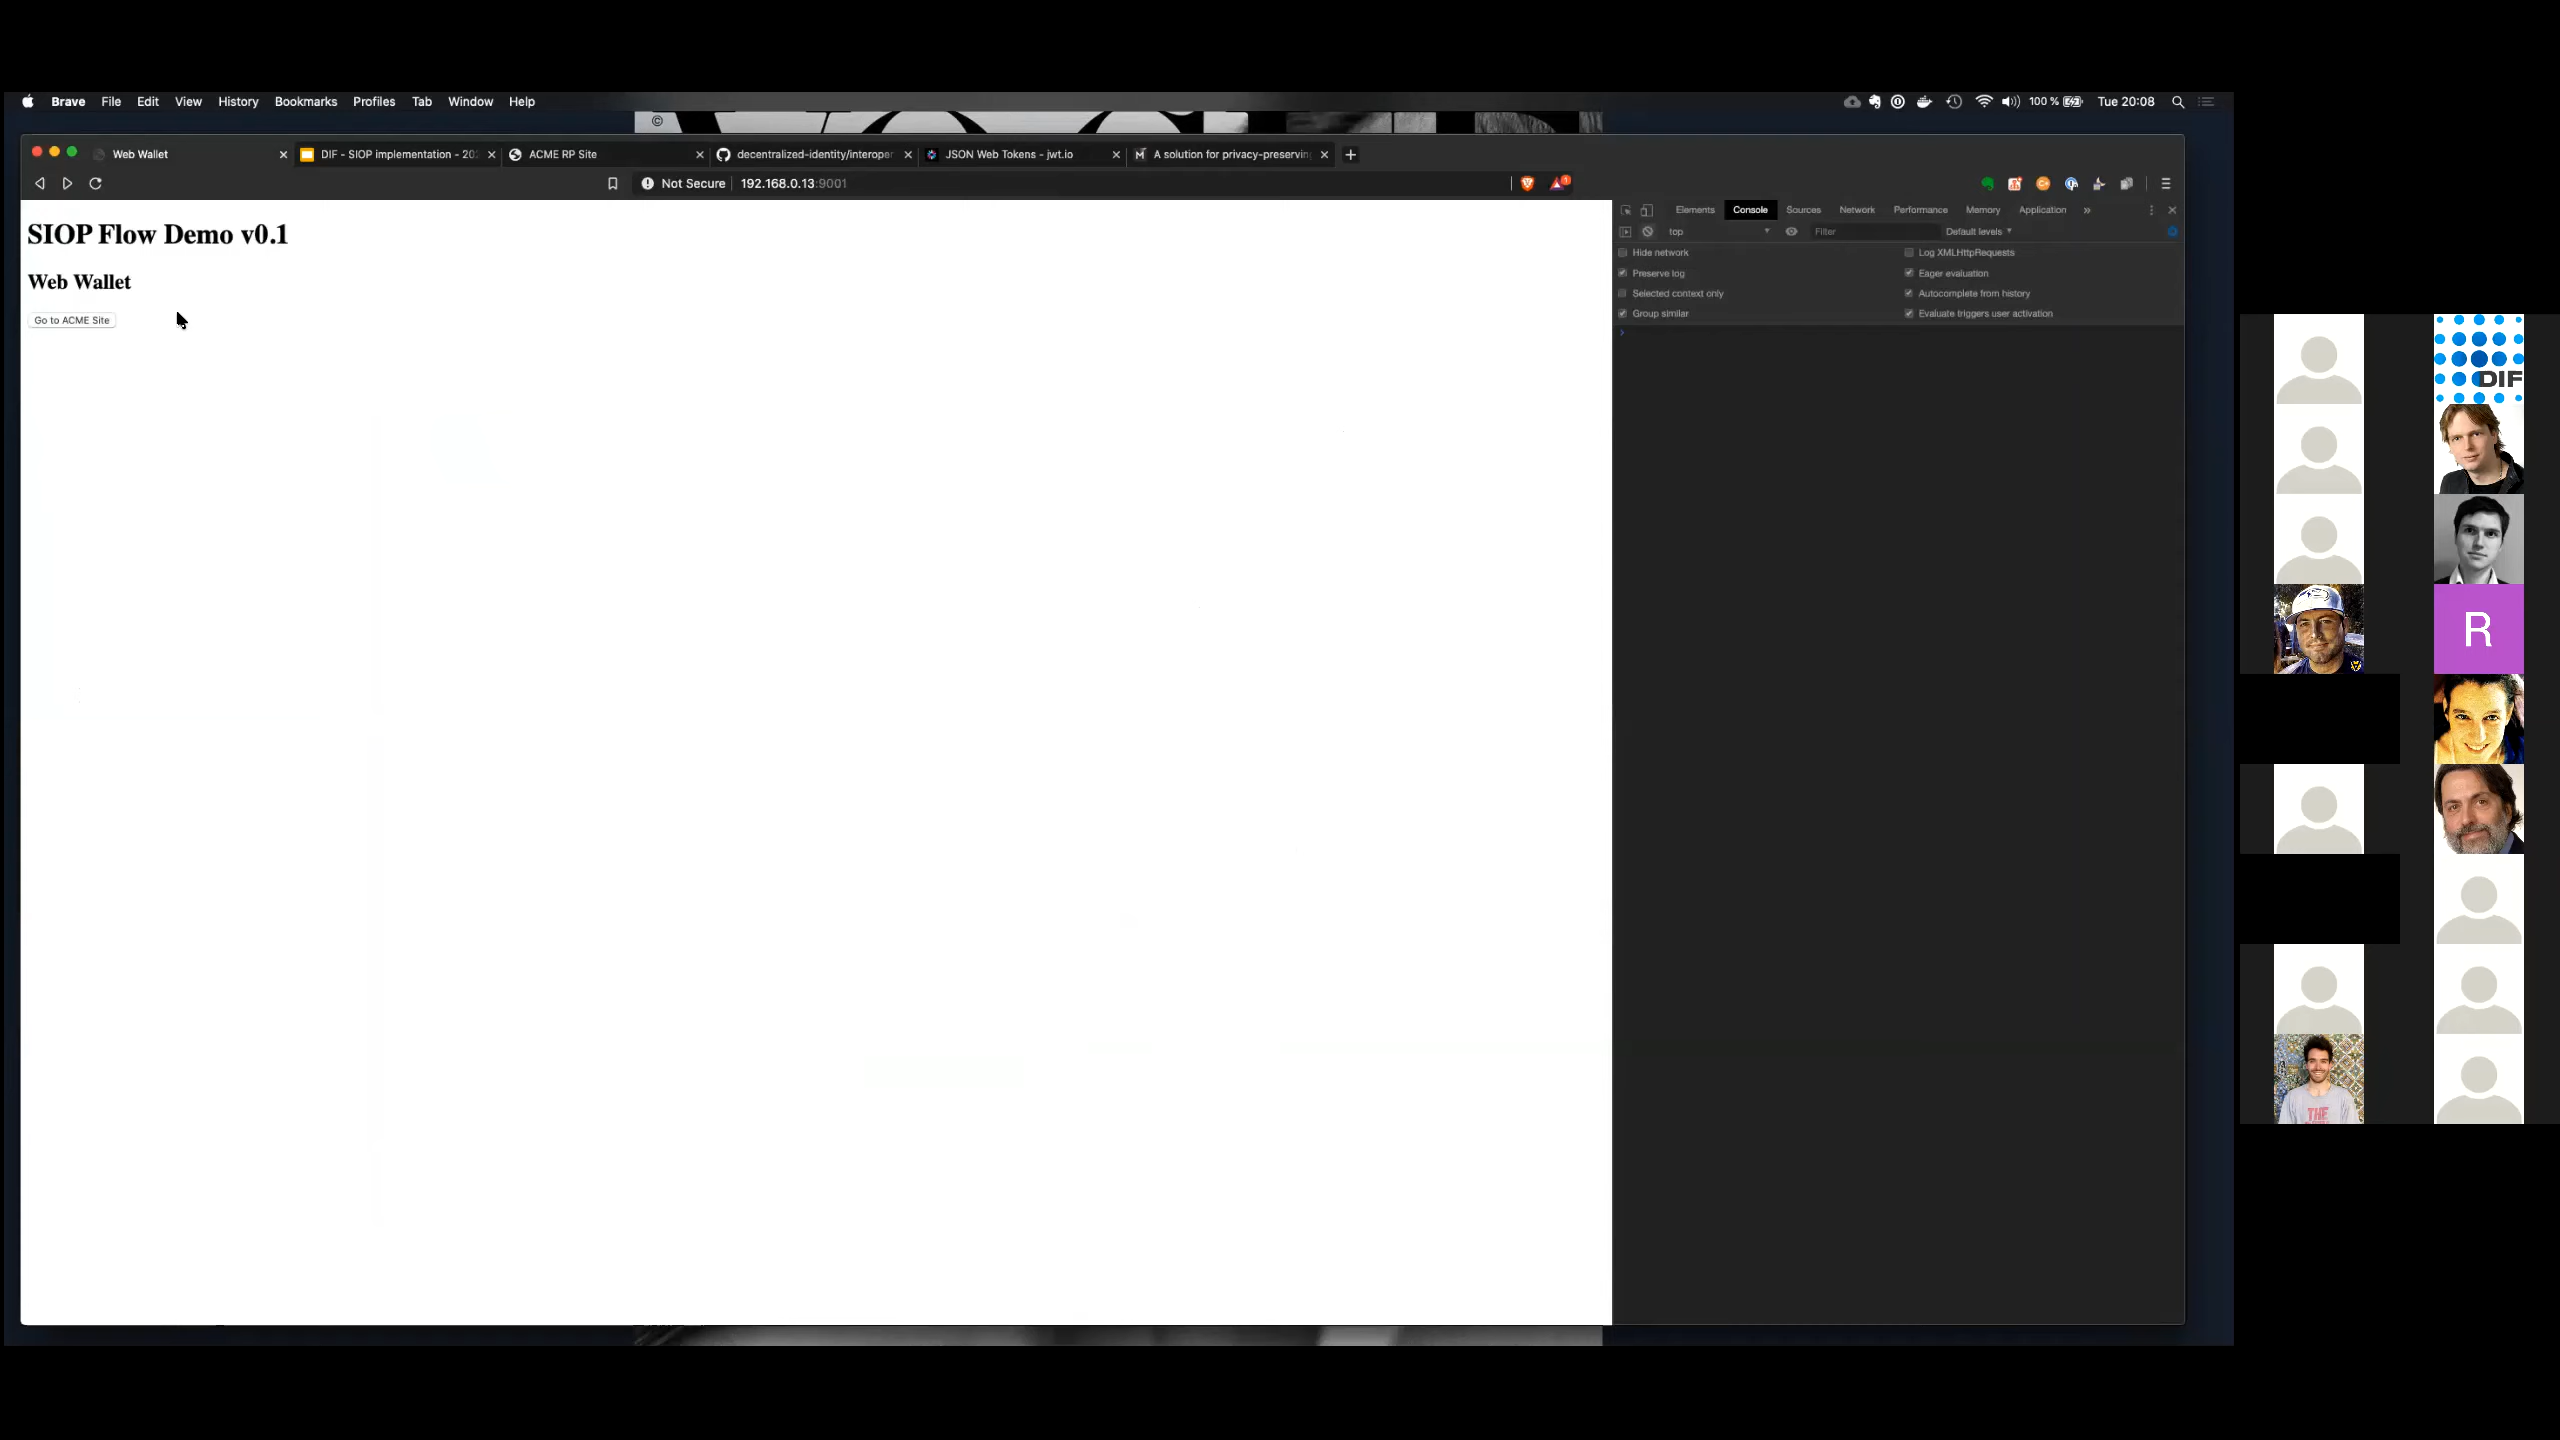 Brave File Edit View History Bookmarks Profiles Tab Window Help
100 % Tue 20:08
©
Web Wallet
DIF - SIOP implementation - 202
ACME RP Site
decentralized-identity/interoper
JSON Web Tokens - jwt.io
A solution for privacy-preservin
Not Secure 192.168.0.13:9001
SIOP Flow Demo v0.1
Web Wallet
Go to ACME Site
Elements Console Sources Network Performance Memory Application »
top Filter Default levels
Hide network
Log XMLHttpRequests
Preserve log
Eager evaluation
Selected context only
Autocomplete from history
Group similar
Evaluate triggers user activation
DIF
R
THE